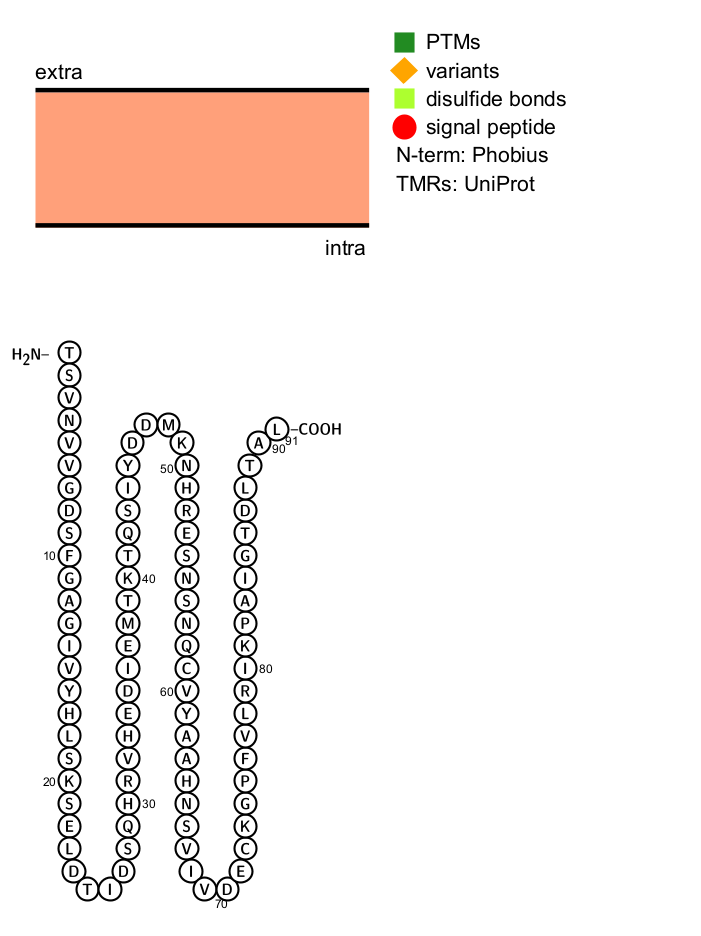 extra
intra
PTMs
variants
disulfide bonds
signal peptide
N-term: Phobius
TMRs: UniProt
H2N–
T
S
V
N
V
V
G
D
S
10 F
G
A
G
I
V
Y
H
L
S
20 K
S
E
L
D
T
I
D
S
Q
H 30
R
V
H
E
D
I
E
M
T
K 40
T
Q
S
I
Y
D
D
M
K
50 N
H
R
E
S
N
S
N
Q
C
60 V
Y
A
A
H
N
S
V
I
V
D 70
E
C
K
G
P
F
V
L
R
I 80
K
P
A
I
G
T
D
L
T
A 90
L 91
–COOH